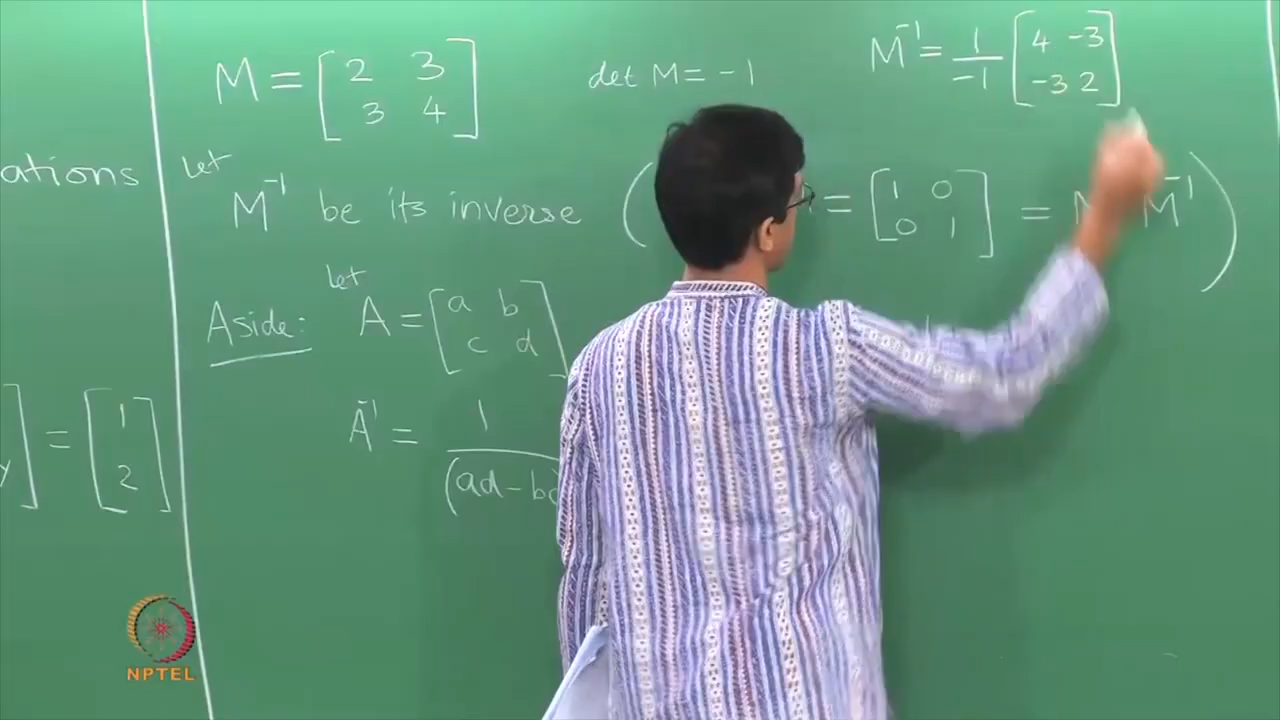 ations
= [ 1
2 ]
M = [ 2 3
3 4 ]
det M = -1
M⁻¹ = 1/-1 [ 4 -3
-3 2 ]
Let
M⁻¹ be its inverse ( = [ 1 0
0 1 ] = M⁻¹ )
Aside: let A = [ a b
c d ]
A⁻¹ = 1
(ad - bc
NPTEL